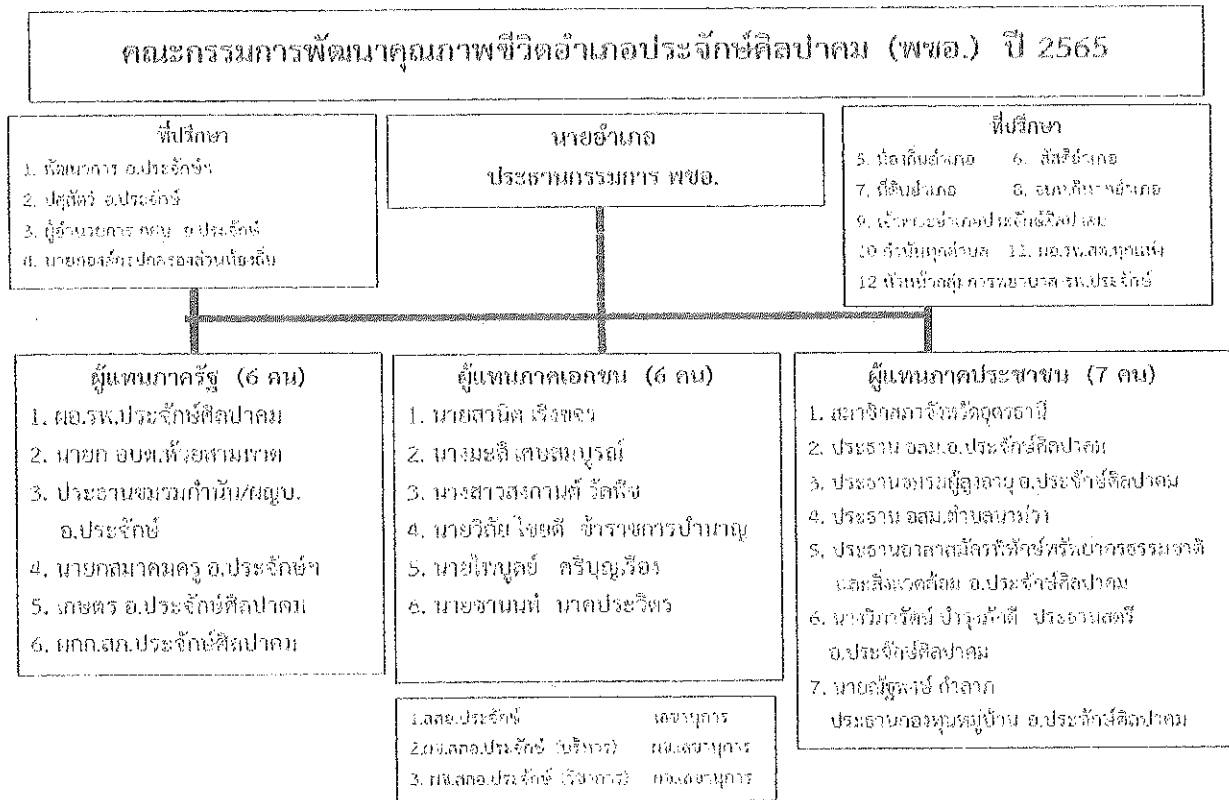 คณะกรรมการพัฒนาคุณภาพชีวิตอำเภอประจักษ์ศิลปาคม (พชอ.) ปี 2565
ที่ปรึกษา
1. พัฒนาการ อ.ประจักษ์ฯ
2. ปศุสัตว์ อ.ประจักษ์
3. ผู้อำนวยการ กศน. อ.ประจักษ์
4. นายกองค์กรปกครองส่วนท้องถิ่น
นายอำเภอ
ประธานกรรมการ พชอ.
ที่ปรึกษา
5. ท้องถิ่นอำเภอ 6. สัสดีอำเภอ
7. ที่ดินอำเภอ 8.
9. เจ้าคณะอำเภอประจักษ์ศิลปาคม
10 กำนันทุกตำบล 11. ผอ.รพ.สต.ทุกแห่ง
12 หัวหน้ากลุ่มการพยาบาล รพ.ประจักษ์
ผู้แทนภาครัฐ (6 คน)
1. ผอ.รพ.ประจักษ์ศิลปาคม
2. นายก อบต.ห้วยสามพาด
3. ประธานชมรมกำนัน/ผญบ.
อ.ประจักษ์
4. นายกสมาคมครู อ.ประจักษ์ฯ
5. เกษตร อ.ประจักษ์ศิลปาคม
6. ผกก.สภ.ประจักษ์ศิลปาคม
ผู้แทนภาคเอกชน (6 คน)
1. นายสานิต เริงขจร
2. นางมะลิ
3. นางสาวสงกานต์ วัลพืช
4. นายวิถัย ไชยดี ข้าราชการบำนาญ
5. นายไพบูลย์ ศรีบุญเรือง
6. นายชานนท์ นาคประวิตร
ผู้แทนภาคประชาชน (7 คน)
1. สมาชิกสภาจังหวัดอุดรธานี
2. ประธาน อสม.อ.ประจักษ์ศิลปาคม
3. ประธานชมรมผู้สูงอายุ อ.ประจักษ์ศิลปาคม
4. ประธาน อสม.ตำบลนาม่วง
5. ประธานอาสาสมัครพิทักษ์ทรัพยากรธรรมชาติ
และสิ่งแวดล้อม อ.ประจักษ์ศิลปาคม
6. นางวิภารัตน์ บำรุงภักดี ประธานสตรี
อ.ประจักษ์ศิลปาคม
7. นายณัฐพงษ์
ประธานกองทุนหมู่บ้าน อ.ประจักษ์ศิลปาคม
1.สสอ.ประจักษ์ เลขานุการ
2.ผช.สสอ.ประจักษ์ (บริหาร) ผช.เลขานุการ
3. ผช.สสอ.ประจักษ์ (วิชาการ) ผช.เลขานุการ